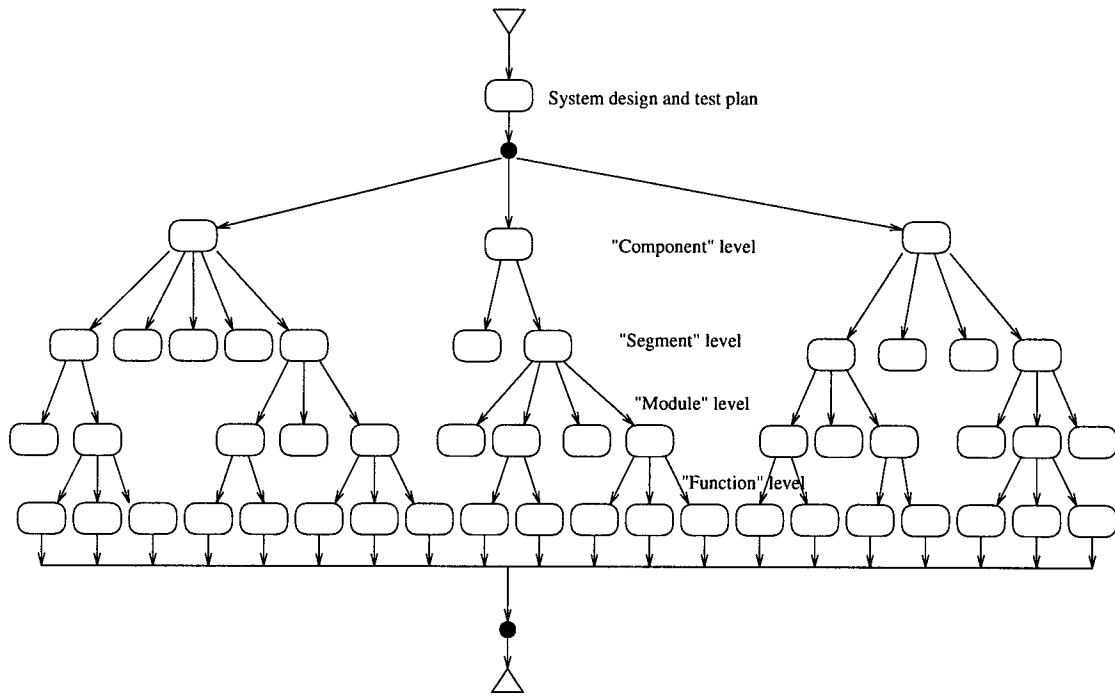 System design and test plan
"Component" level
"Segment" level
"Module" level
"Function" level